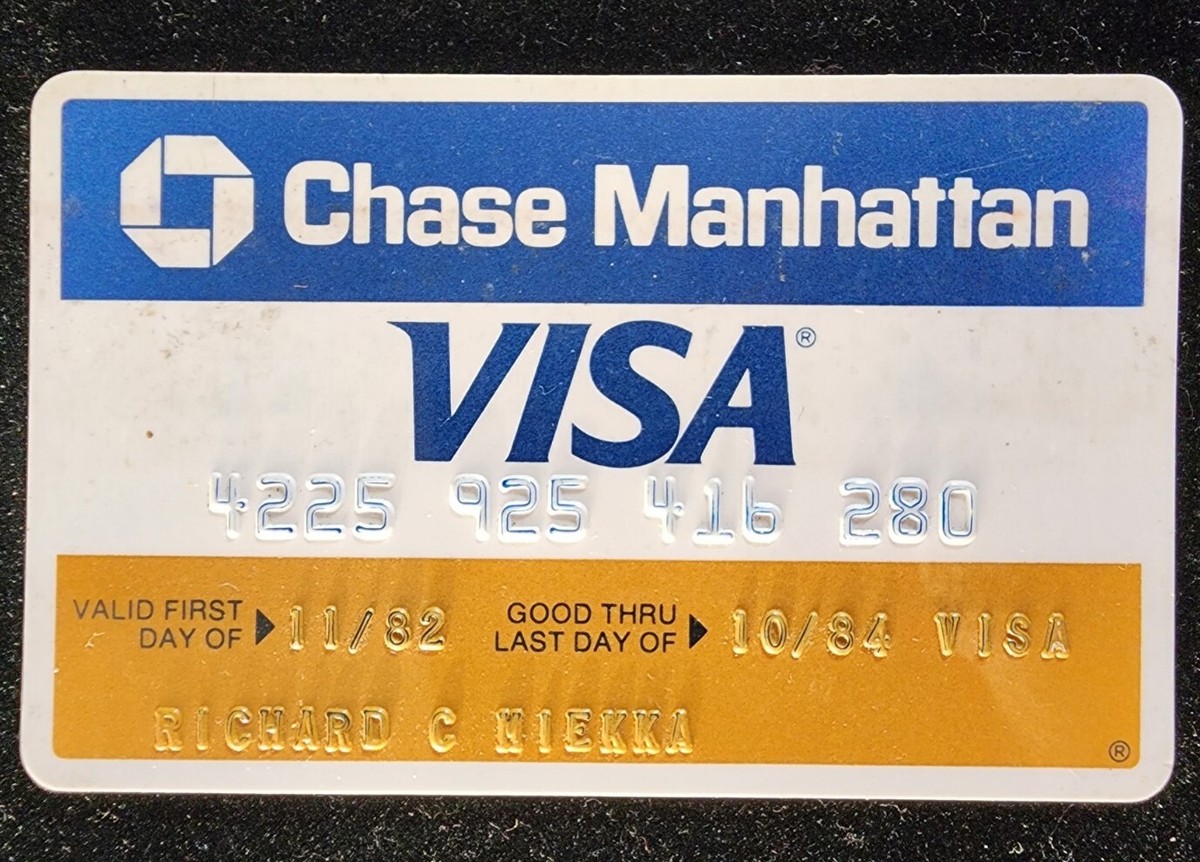 Chase Manhattan
VISA®
4225 925 416 280
VALID FIRST DAY OF ▶ 11/82 GOOD THRU LAST DAY OF ▶ 10/84 VISA
RICHARD C MIEKKA
®